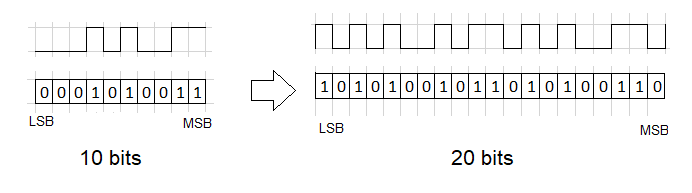 0 0 0 1 0 1 0 0 1 1
1 0 1 0 1 0 0 1 0 1 1 0 1 0 1 0 0 1 1 0
LSB MSB
LSB MSB
10 bits
20 bits